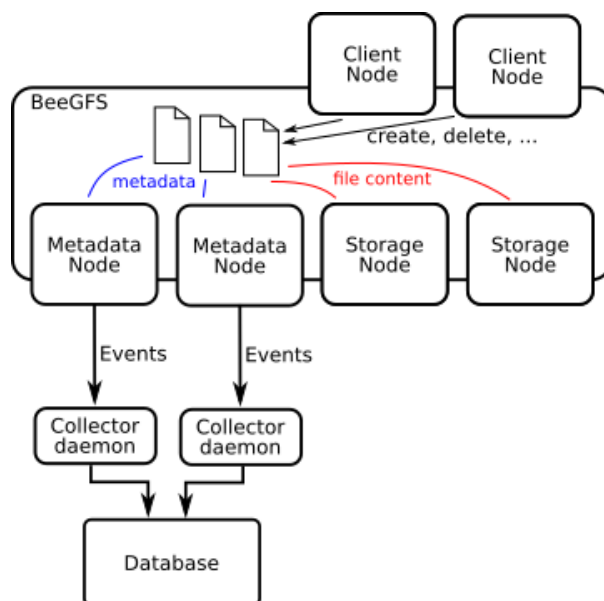 Client
Node
Client
Node
BeeGFS
create, delete, ...
metadata
file content
Metadata
Node
Metadata
Node
Storage
Node
Storage
Node
Events
Events
Collector
daemon
Collector
daemon
Database